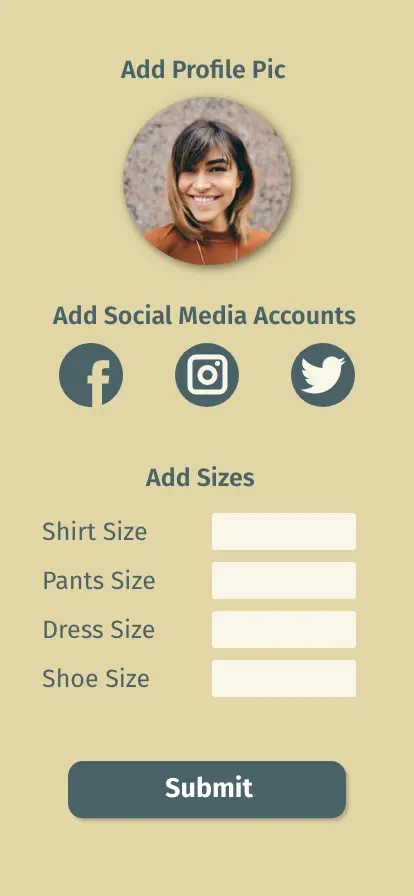 Add Profile Pic
Add Social Media Accounts
Add Sizes
Shirt Size
Pants Size
Dress Size
Shoe Size
Submit